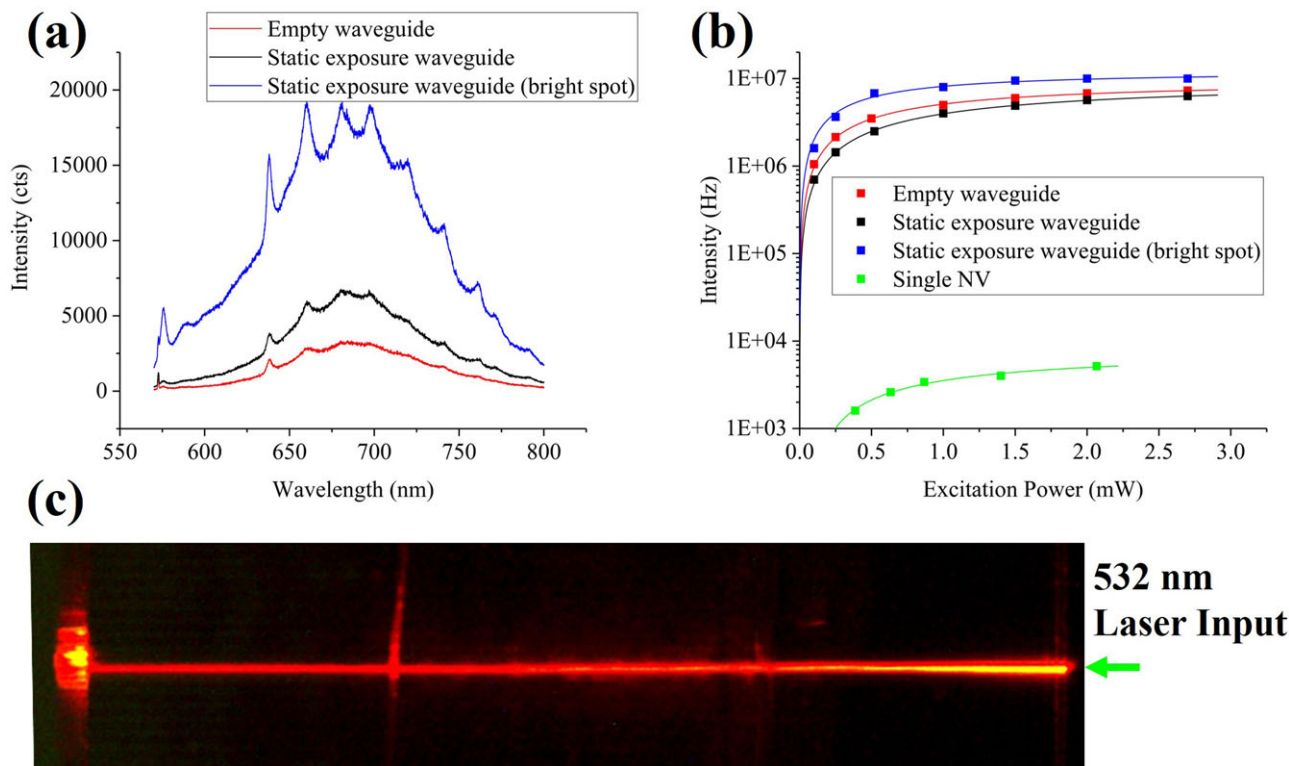 (a)
Empty waveguide
Static exposure waveguide
Static exposure waveguide (bright spot)
20000
15000
10000
5000
0
Intensity (cts)
550
600
650
700
750
800
Wavelength (nm)
(b)
1E+07
1E+06
1E+05
1E+04
1E+03
Intensity (Hz)
Empty waveguide
Static exposure waveguide
Static exposure waveguide (bright spot)
Single NV
0.0
0.5
1.0
1.5
2.0
2.5
3.0
Excitation Power (mW)
(c)
532 nm
Laser Input